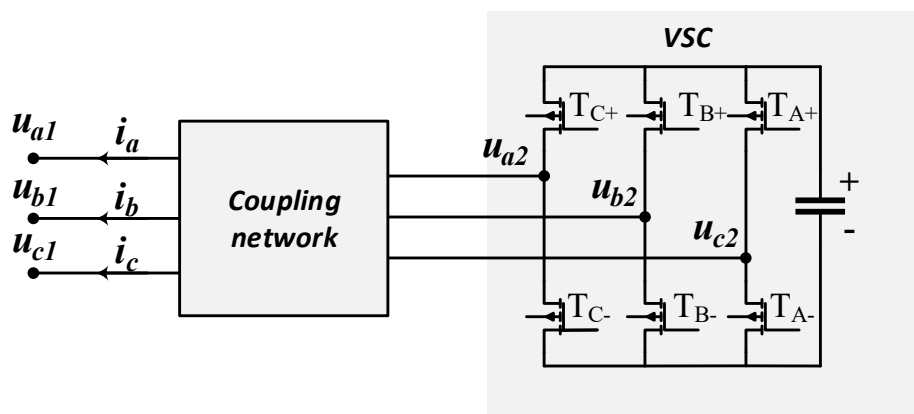 VSC
T_C+ T_B+ T_A+
u_a1 i_a
u_a2
u_b1 i_b
Coupling
network
u_b2
+
-
u_c1 i_c
u_c2
T_C- T_B- T_A-